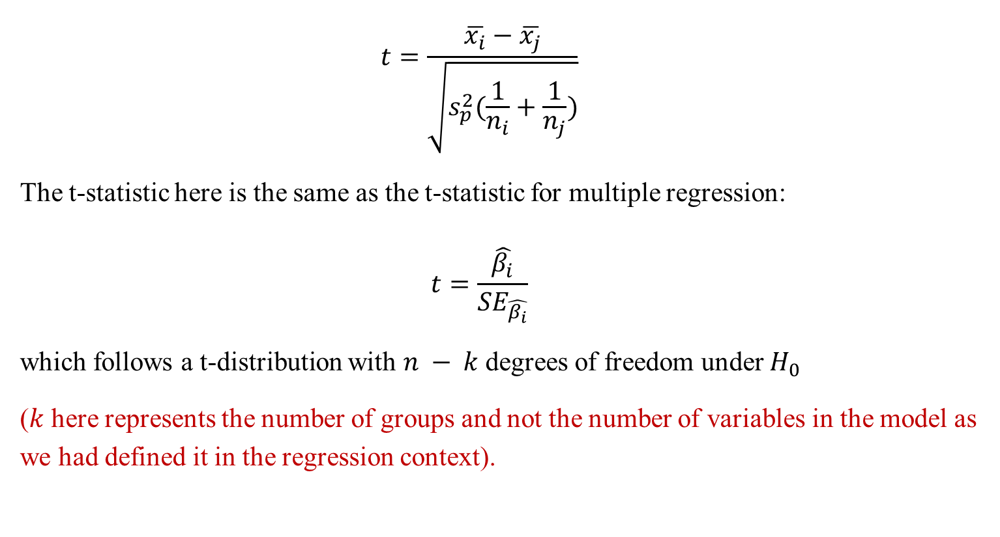 t = \frac{\bar{x_i} - \bar{x_j}}{\sqrt{s_p^2(\frac{1}{n_i} + \frac{1}{n_j})}}
The t-statistic here is the same as the t-statistic for multiple regression:
t = \frac{\widehat{\beta_i}}{SE_{\widehat{\beta_i}}}
which follows a t-distribution with n − k degrees of freedom under H₀
(k here represents the number of groups and not the number of variables in the model as
we had defined it in the regression context).